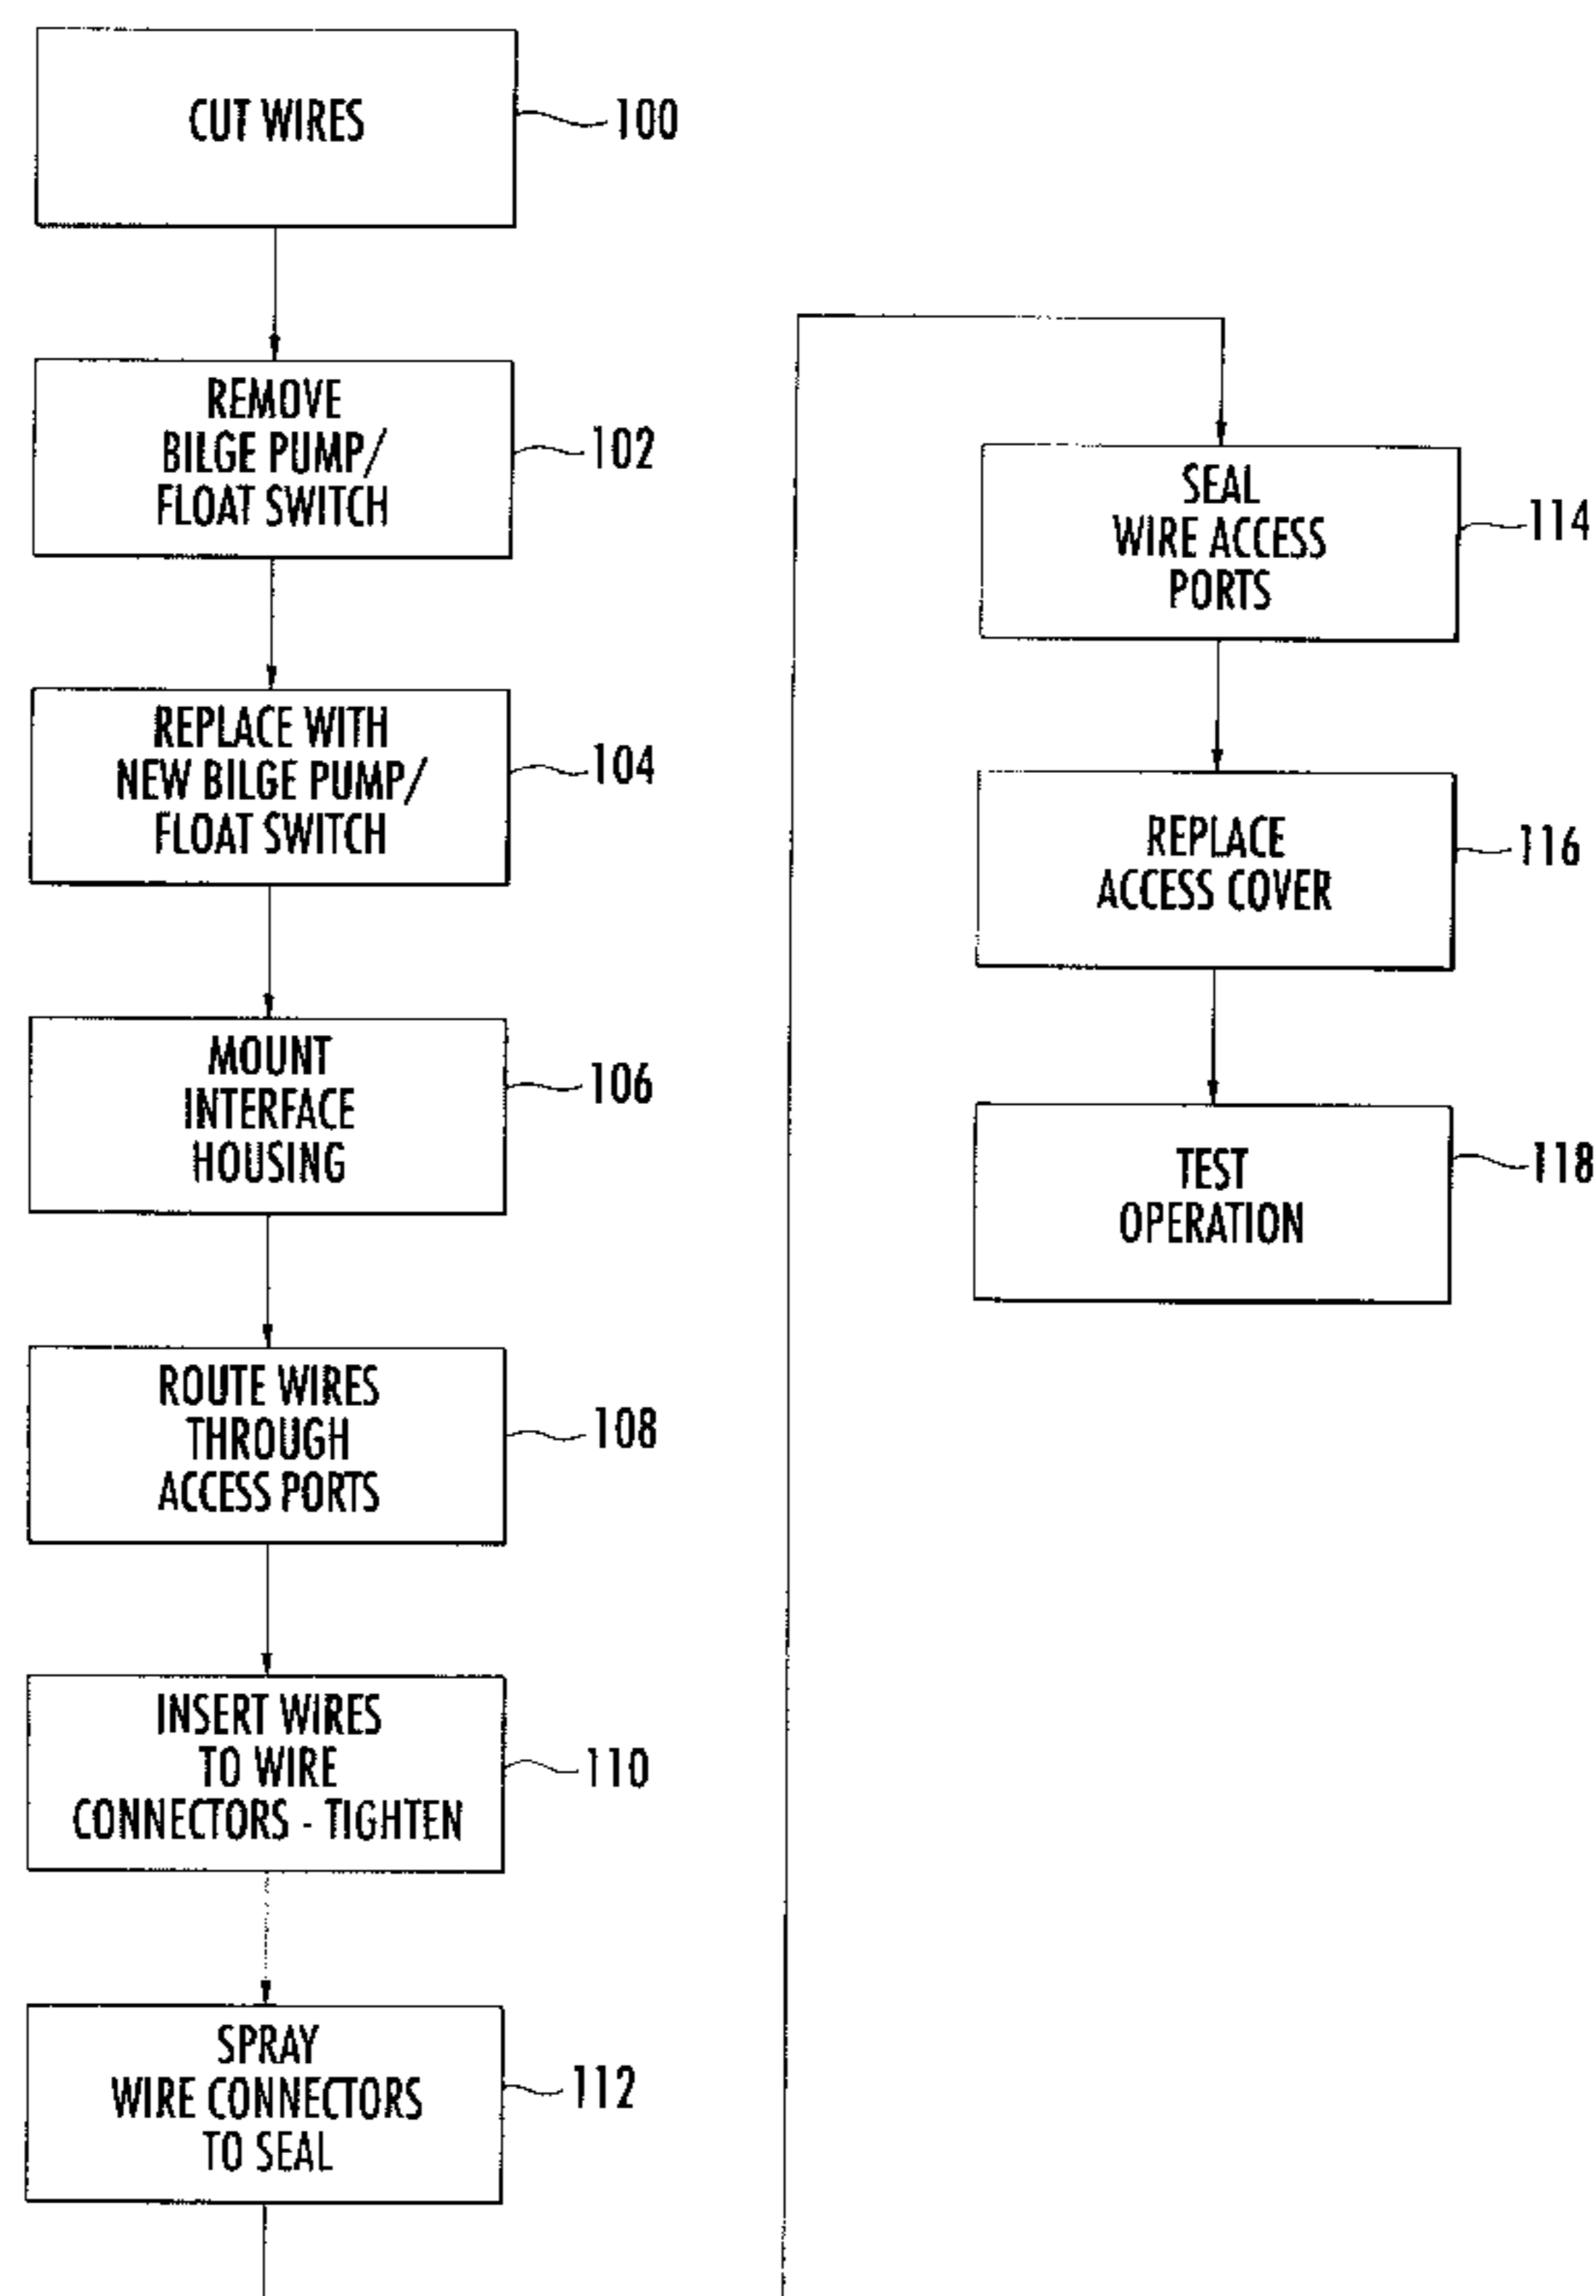 CUT WIRES
100
REMOVE
BILGE PUMP/
FLOAT SWITCH
102
REPLACE WITH
NEW BILGE PUMP/
FLOAT SWITCH
104
MOUNT
INTERFACE
HOUSING
106
ROUTE WIRES
THROUGH
ACCESS PORTS
108
INSERT WIRES
TO WIRE
CONNECTORS - TIGHTEN
110
SPRAY
WIRE CONNECTORS
TO SEAL
112
SEAL
WIRE ACCESS
PORTS
114
REPLACE
ACCESS COVER
116
TEST
OPERATION
118